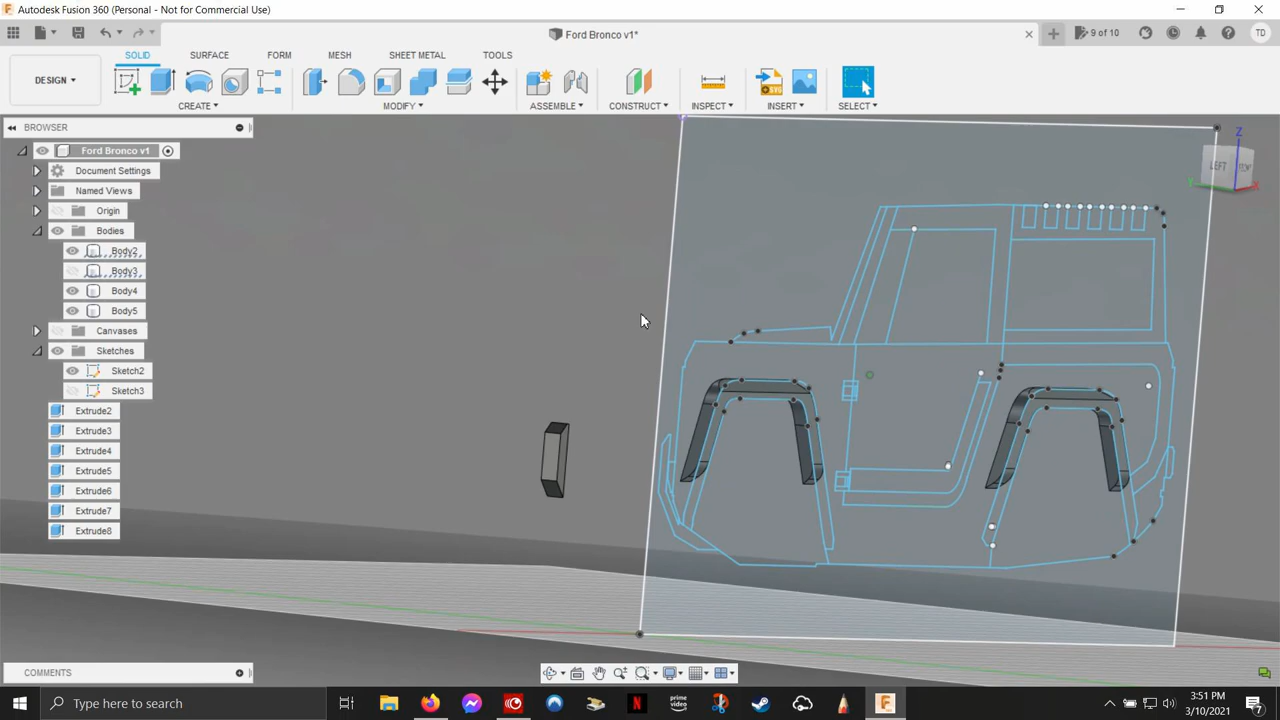 Autodesk Fusion 360 (Personal - Not for Commercial Use)
Ford Bronco v1*
9 of 10
TD
DESIGN
SOLID SURFACE FORM MESH SHEET METAL TOOLS
CREATE MODIFY ASSEMBLE CONSTRUCT INSPECT INSERT SELECT
BROWSER
Ford Bronco v1
Document Settings
Named Views
Origin
Bodies
Body2
Body3
Body4
Body5
Canvases
Sketches
Sketch2
Sketch3
Extrude2
Extrude3
Extrude4
Extrude5
Extrude6
Extrude7
Extrude8
Z
LEFT
Y
X
COMMENTS
Type here to search
prime
video
3:51 PM
3/10/2021